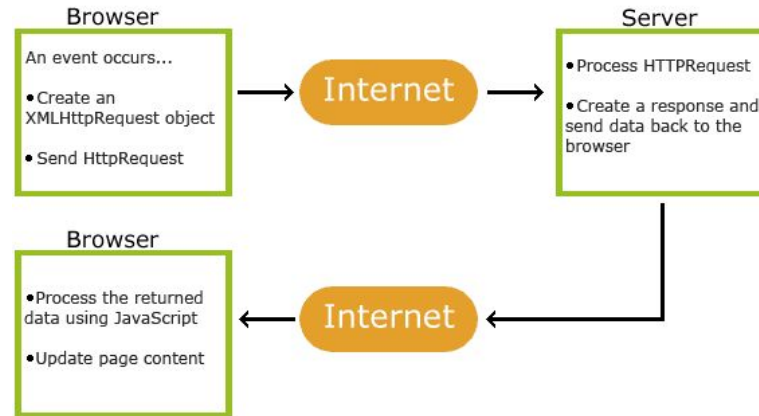 Browser
An event occurs...
•Create an
XMLHttpRequest object
•Send HttpRequest
Internet
Server
•Process HTTPRequest
•Create a response and
send data back to the
browser
Browser
•Process the returned
data using JavaScript
•Update page content
Internet